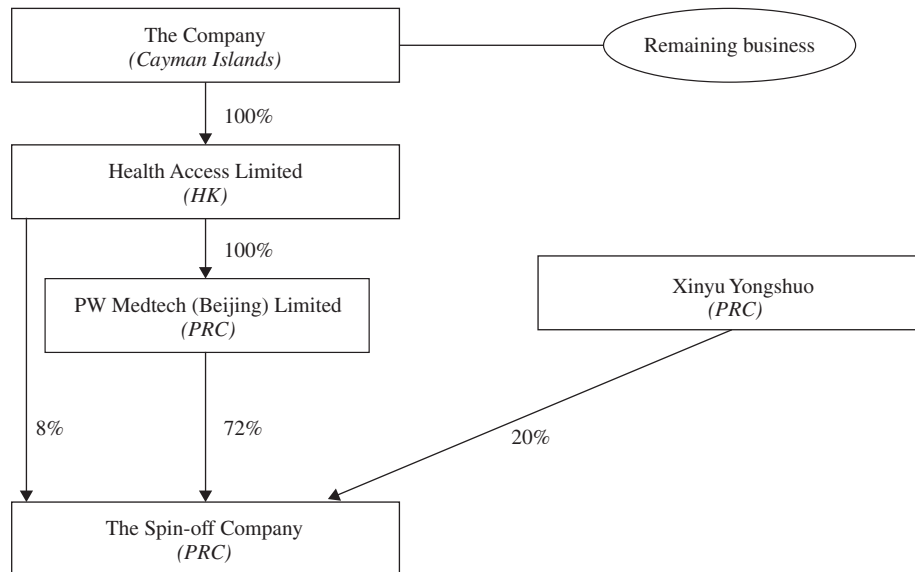 The Company
(Cayman Islands)
Remaining business
100%
Health Access Limited
(HK)
100%
PW Medtech (Beijing) Limited
(PRC)
Xinyu Yongshuo
(PRC)
8%
72%
20%
The Spin-off Company
(PRC)